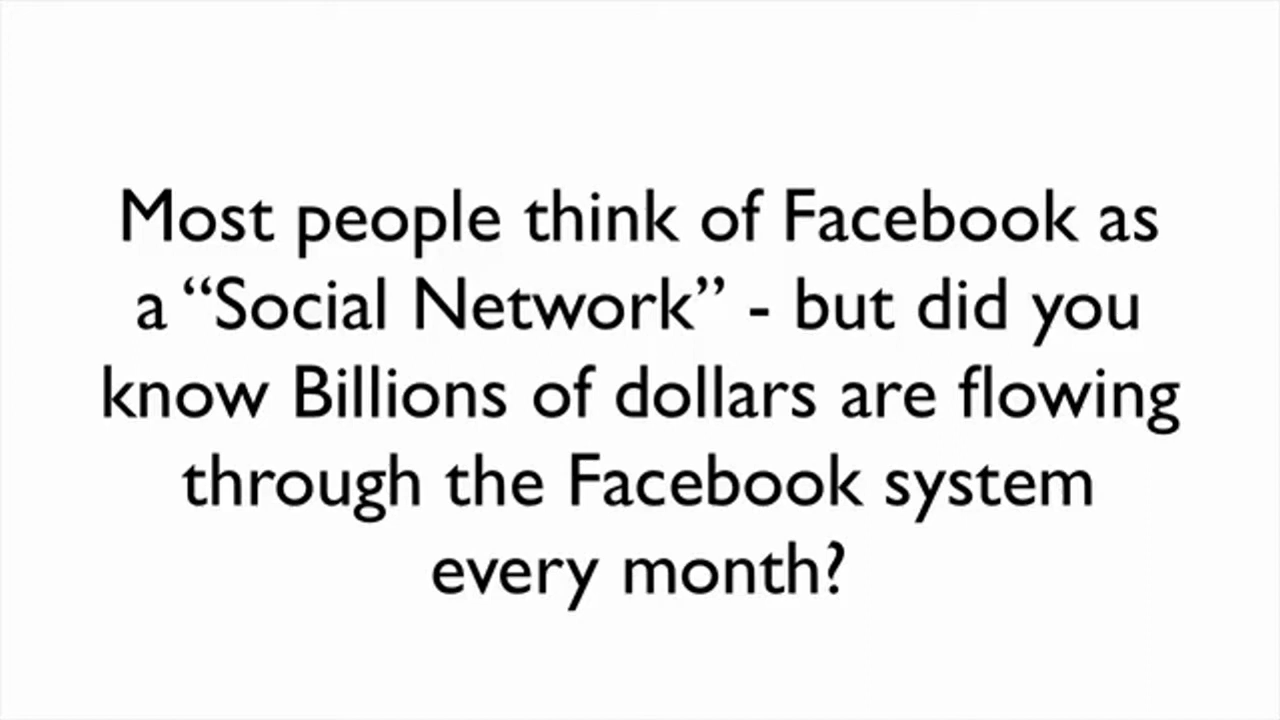 Most people think of Facebook as
a “Social Network” - but did you
know Billions of dollars are flowing
through the Facebook system
every month?